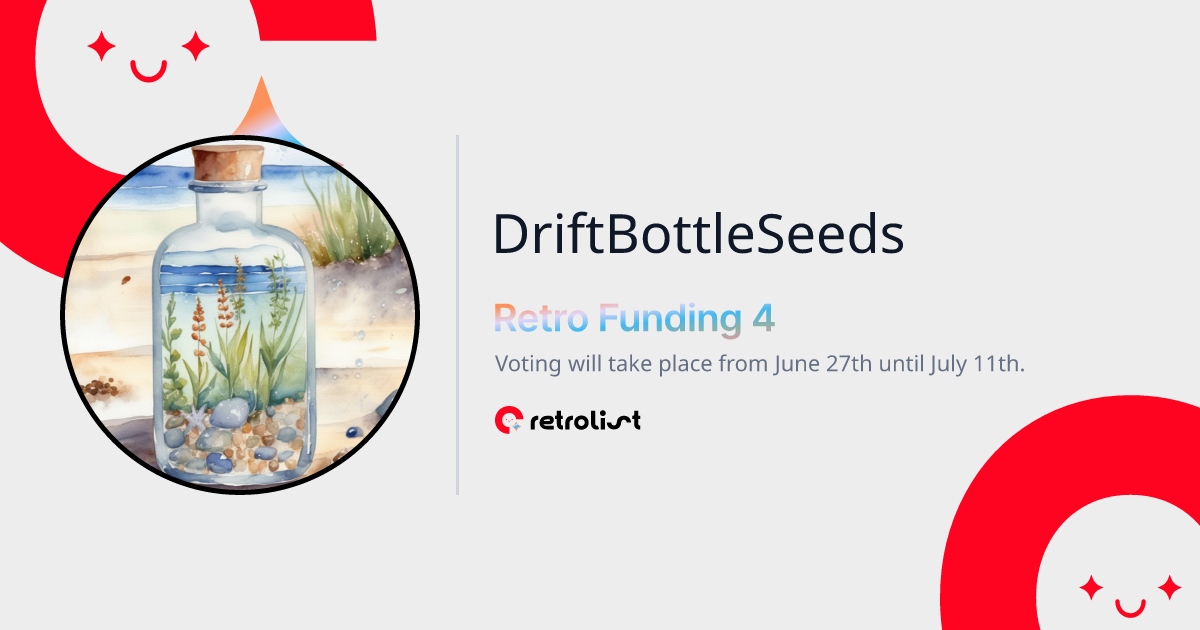 DriftBottleSeeds
Retro Funding 4
Voting will take place from June 27th until July 11th.
retrolist